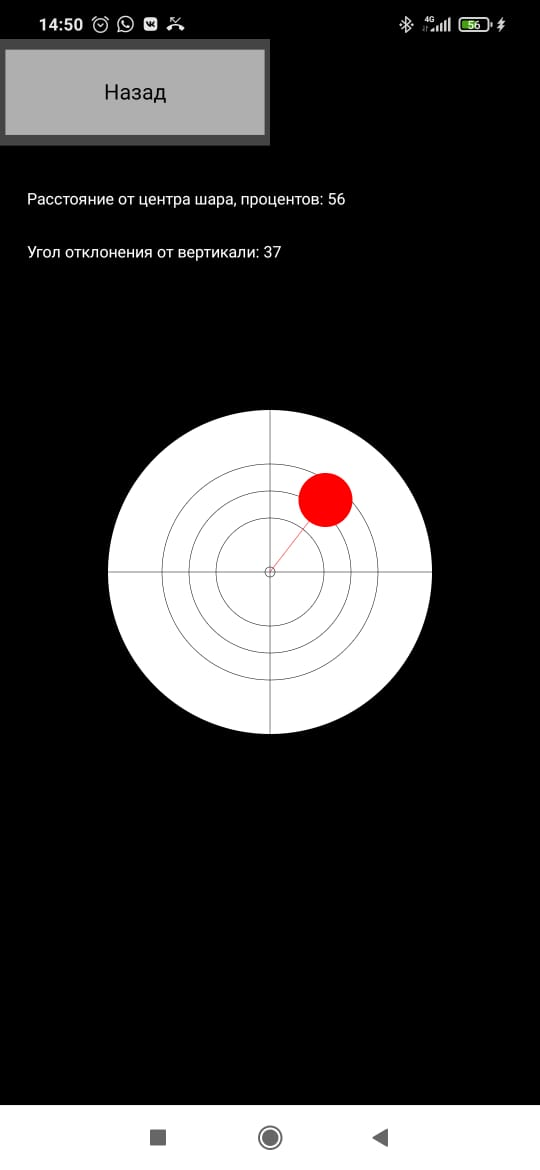 14:50
4G
56
Назад
Расстояние от центра шара, процентов: 56
Угол отклонения от вертикали: 37